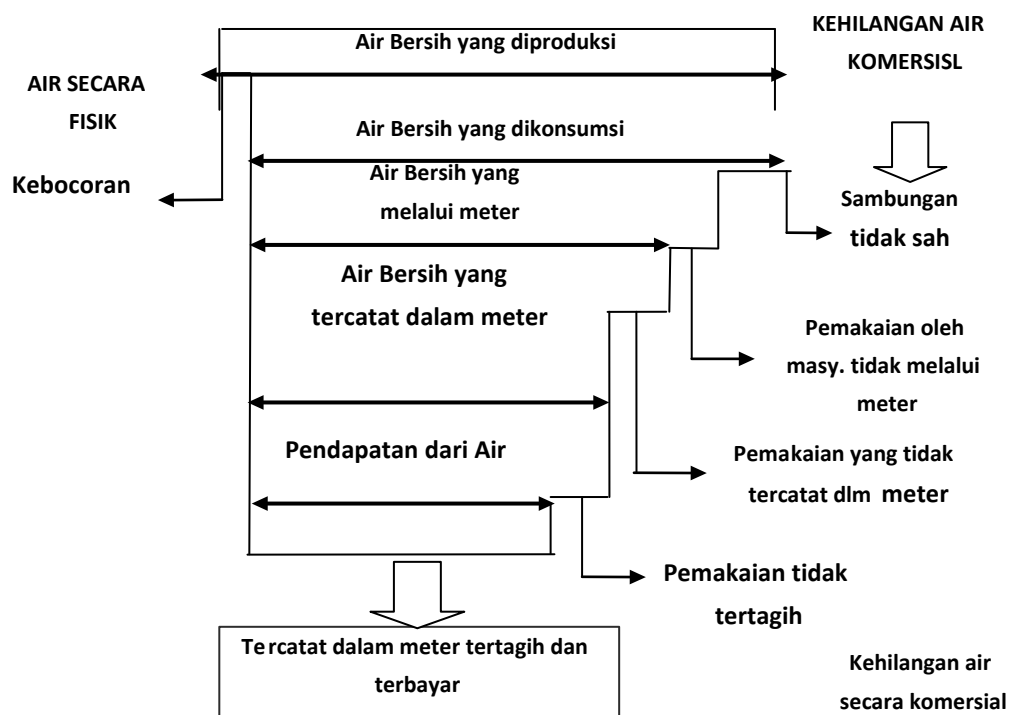 Air Bersih yang diproduksi
KEHILANGAN AIR
KOMERSISL
AIR SECARA
FISIK
Air Bersih yang dikonsumsi
Kebocoran
Air Bersih yang
melalui meter
Sambungan
tidak sah
Air Bersih yang
tercatat dalam meter
Pemakaian oleh
masy. tidak melalui
meter
Pendapatan dari Air
Pemakaian yang tidak
tercatat dlm meter
Pemakaian tidak
tertagih
Tercatat dalam meter tertagih dan
terbayar
Kehilangan air
secara komersial